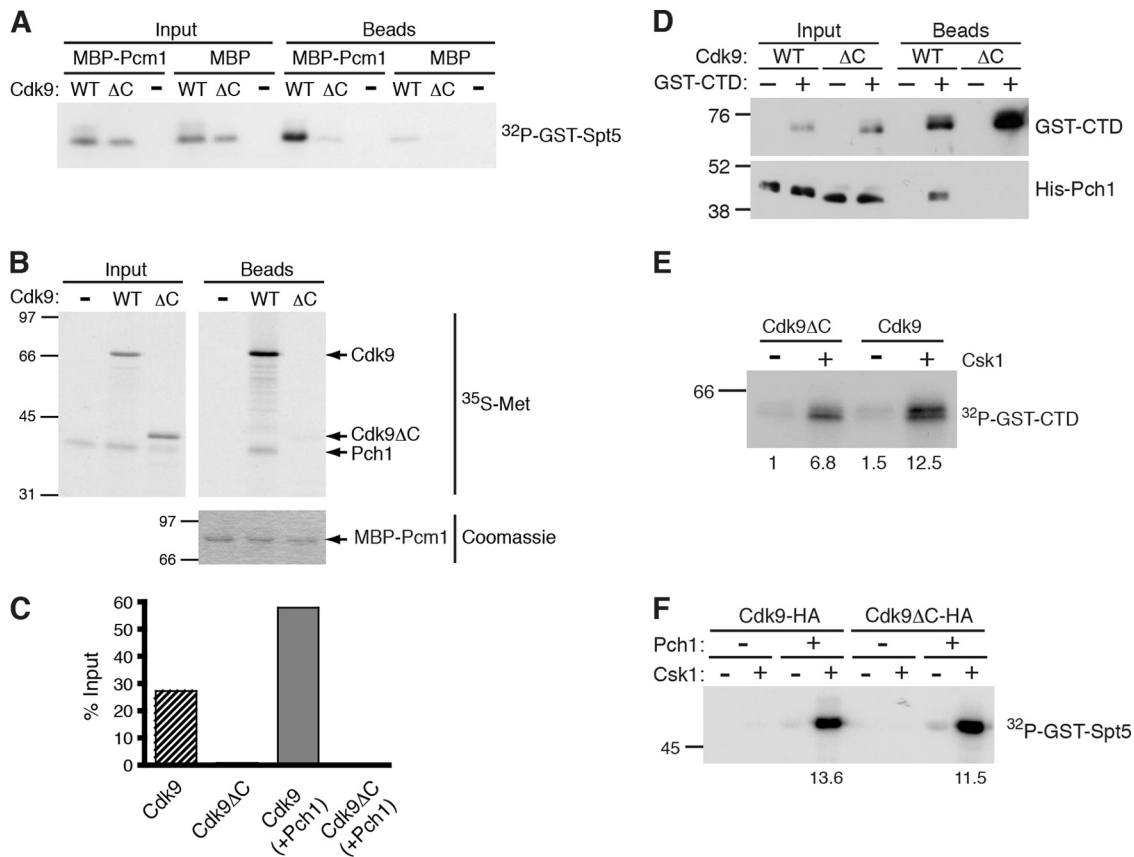 A
Input Beads
MBP-Pcm1 MBP MBP-Pcm1 MBP
Cdk9: WT ΔC - WT ΔC - WT ΔC - WT ΔC -
32P-GST-Spt5
B
Input Beads
Cdk9: - WT ΔC - WT ΔC
97
66
45
31
Cdk9
Cdk9ΔC
Pch1
35S-Met
97
66
MBP-Pcm1 Coomassie
C
% Input
60
50
40
30
20
10
0
Cdk9
Cdk9ΔC
Cdk9 (+Pch1)
Cdk9ΔC (+Pch1)
D
Input Beads
Cdk9: WT ΔC WT ΔC
GST-CTD: - + - + - + - +
76
GST-CTD
52
38
His-Pch1
E
Cdk9ΔC Cdk9
- + - + Csk1
66
32P-GST-CTD
1 6.8 1.5 12.5
F
Cdk9-HA Cdk9ΔC-HA
Pch1: - + - +
Csk1: - + - + - + - +
45
32P-GST-Spt5
13.6 11.5